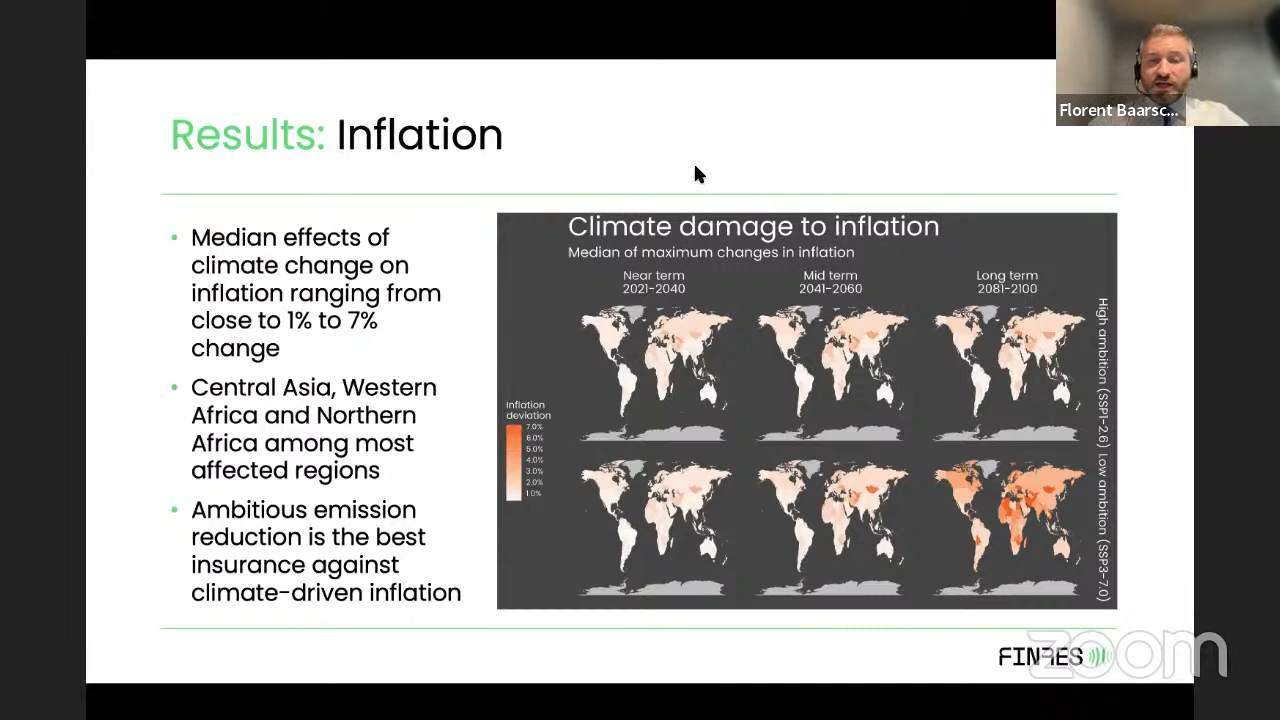 Florent Baarsc...
Results: Inflation
• Median effects of
climate change on
inflation ranging from
close to 1% to 7%
change
• Central Asia, Western
Africa and Northern
Africa among most
affected regions
• Ambitious emission
reduction is the best
insurance against
climate-driven inflation
Climate damage to inflation
Median of maximum changes in inflation
Near term
2021-2040
Mid term
2041-2060
Long term
2081-2100
High ambition (SSP1-2.6)
Low ambition (SSP3-7.0)
Inflation
deviation
7.0%
6.0%
5.0%
4.0%
3.0%
2.0%
1.0%
FINRES
zoom